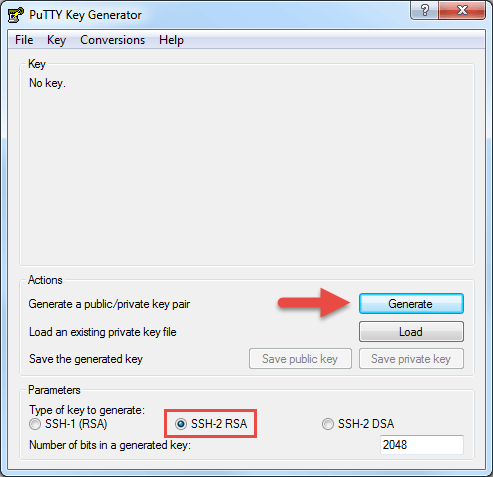 PuTTY Key Generator
?
File Key Conversions Help
Key
No key.
Actions
Generate a public/private key pair
Generate
Load an existing private key file
Load
Save the generated key
Save public key
Save private key
Parameters
Type of key to generate:
SSH-1 (RSA)
SSH-2 RSA
SSH-2 DSA
Number of bits in a generated key:
2048